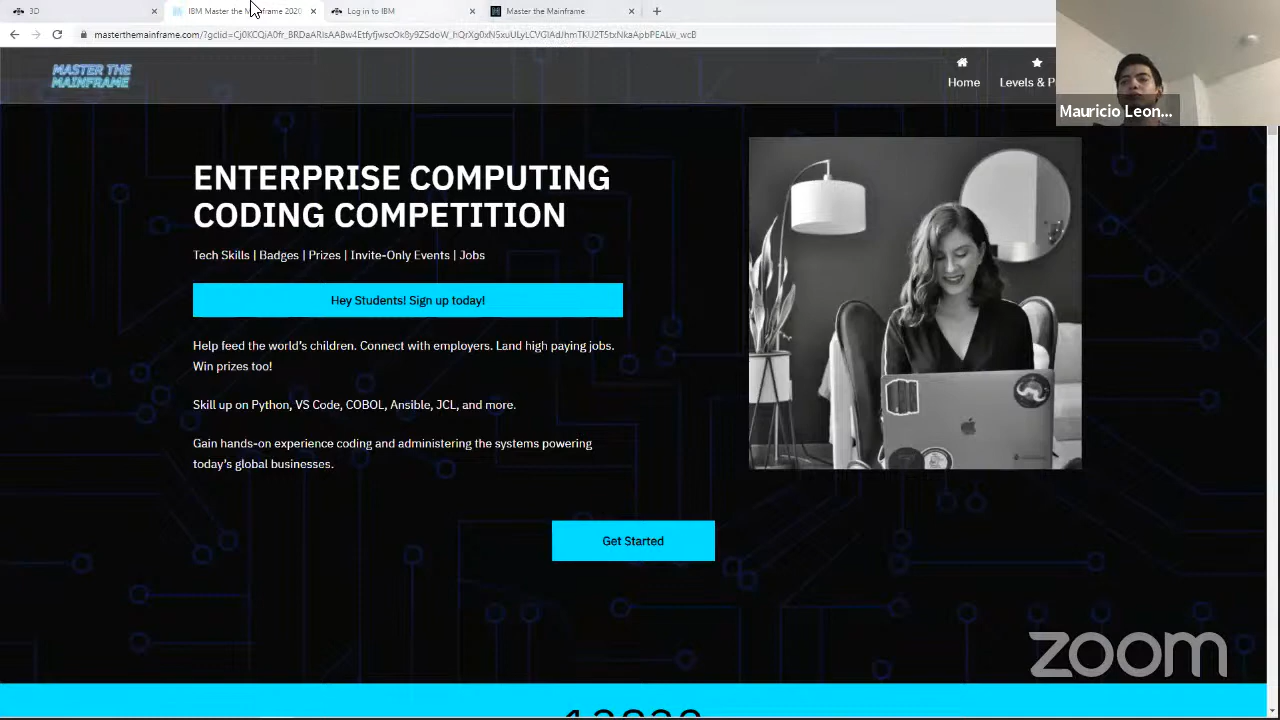 3D
IBM Master the Mainframe 2020
Log in to IBM
Master the Mainframe
MASTER THE
MAINFRAME
Home
Levels & P
Mauricio Leon...
ENTERPRISE COMPUTING
CODING COMPETITION
Tech Skills | Badges | Prizes | Invite-Only Events | Jobs
Hey Students! Sign up today!
Help feed the world's children. Connect with employers. Land high paying jobs.
Win prizes too!
Skill up on Python, VS Code, COBOL, Ansible, JCL, and more.
Gain hands-on experience coding and administering the systems powering
today's global businesses.
Get Started
zoom